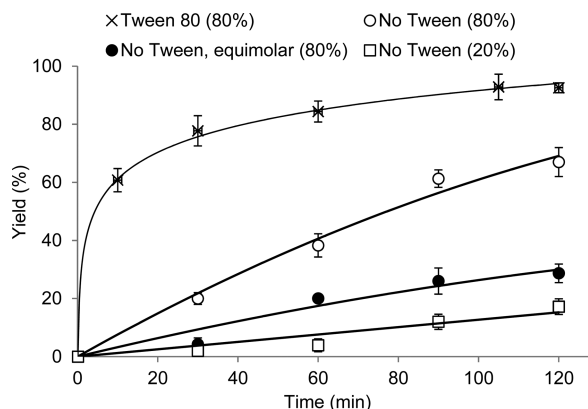 Tween 80 (80%) No Tween (80%)
No Tween, equimolar (80%) No Tween (20%)
100
80
60
40
20
0
Yield (%)
0 20 40 60 80 100 120
Time (min)